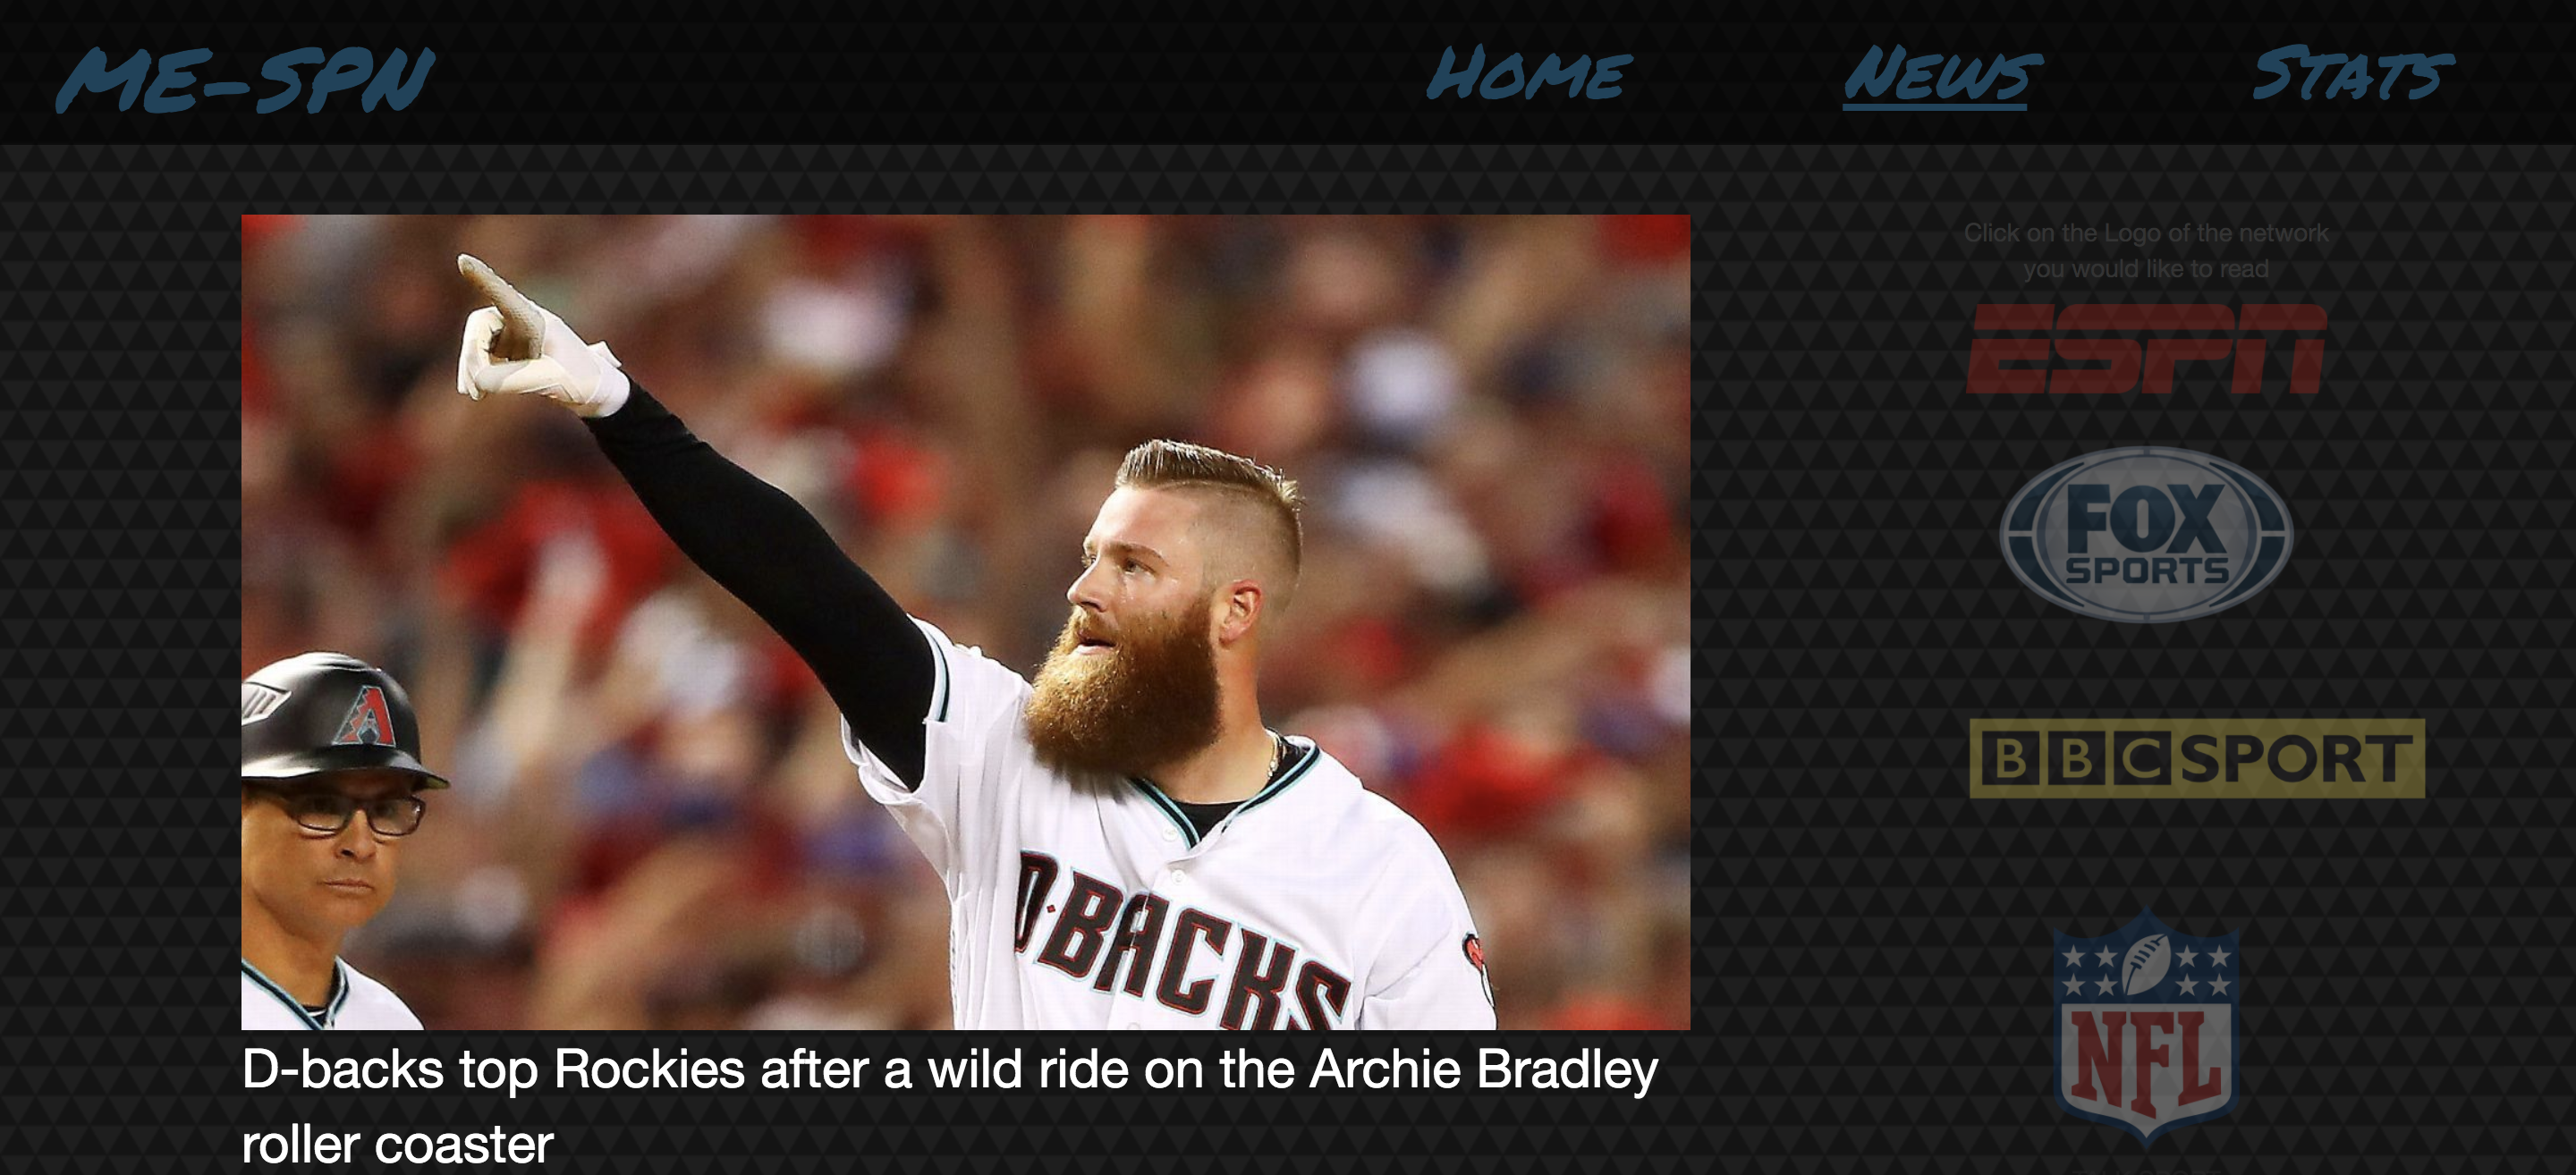 ME-SPN
Home
News
Stats
Click on the Logo of the network
you would like to read
ESPN
FOX
SPORTS
BBC SPORT
NFL
A
D-BACKS
D-backs top Rockies after a wild ride on the Archie Bradley
roller coaster